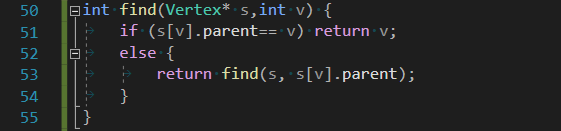 50 int find(Vertex* s,int v) {
51 if (s[v].parent== v) return v;
52 else {
53 return find(s, s[v].parent);
54 }
55 }